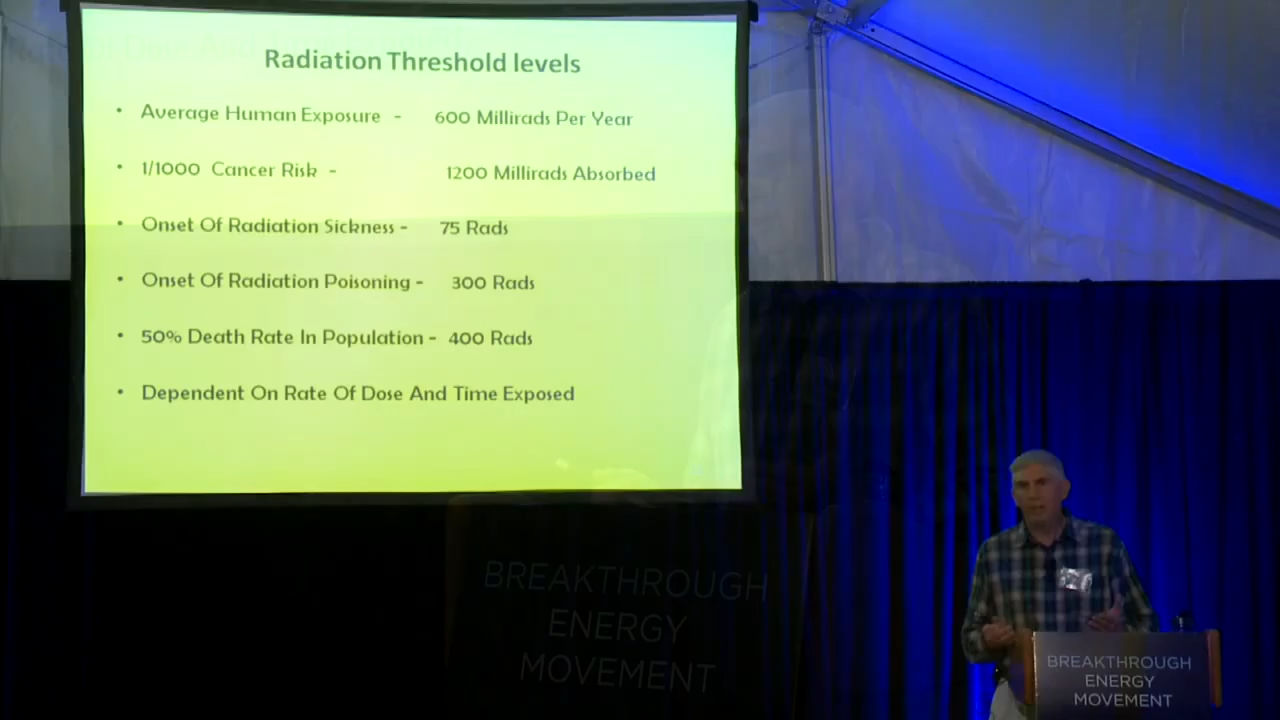 Radiation Threshold levels
• Average Human Exposure - 600 Millirads Per Year
• 1/1000 Cancer Risk - 1200 Millirads Absorbed
• Onset Of Radiation Sickness - 75 Rads
• Onset Of Radiation Poisoning - 300 Rads
• 50% Death Rate In Population - 400 Rads
• Dependent On Rate Of Dose And Time Exposed
BREAKTHROUGH
ENERGY
MOVEMENT
BREAKTHROUGH
ENERGY
MOVEMENT